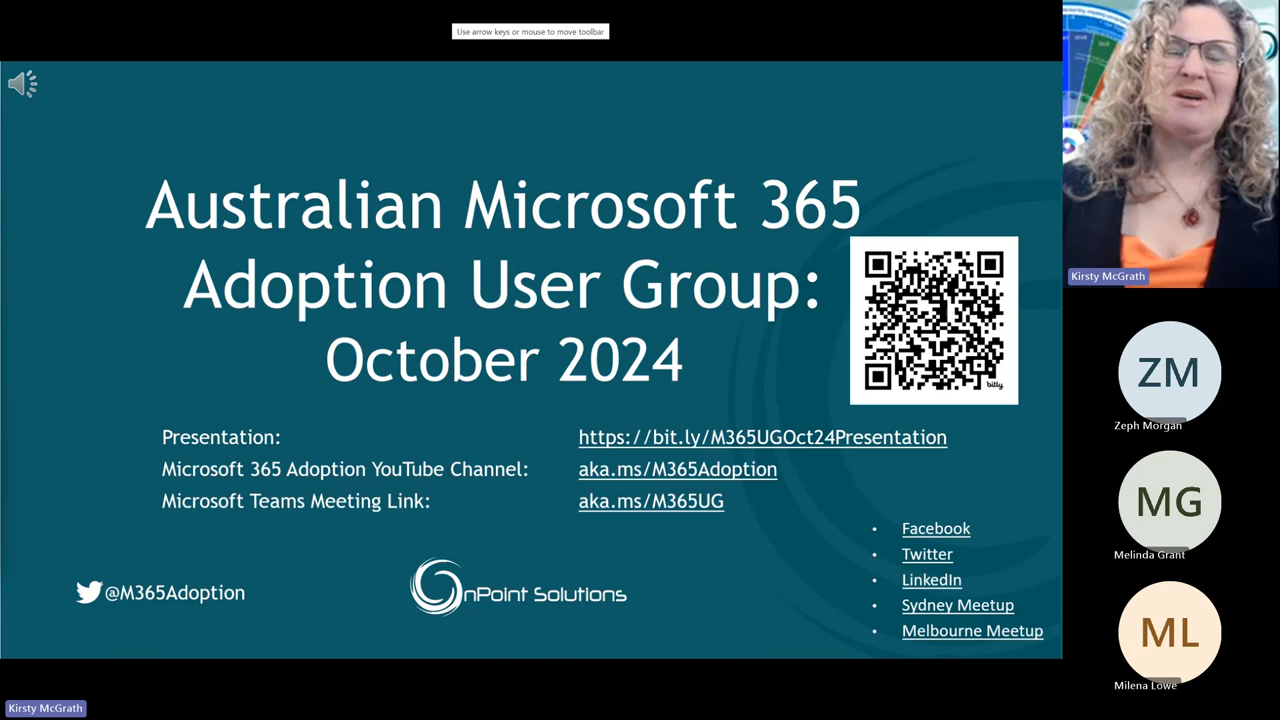 Use arrow keys or mouse to move toolbar
Australian Microsoft 365
Adoption User Group:
October 2024
bitly
Presentation: https://bit.ly/M365UGOct24Presentation
Microsoft 365 Adoption YouTube Channel: aka.ms/M365Adoption
Microsoft Teams Meeting Link: aka.ms/M365UG
• Facebook
• Twitter
• LinkedIn
• Sydney Meetup
• Melbourne Meetup
@M365Adoption
OnPoint Solutions
Kirsty McGrath
ZM
Zeph Morgan
MG
Melinda Grant
ML
Milena Lowe
Kirsty McGrath